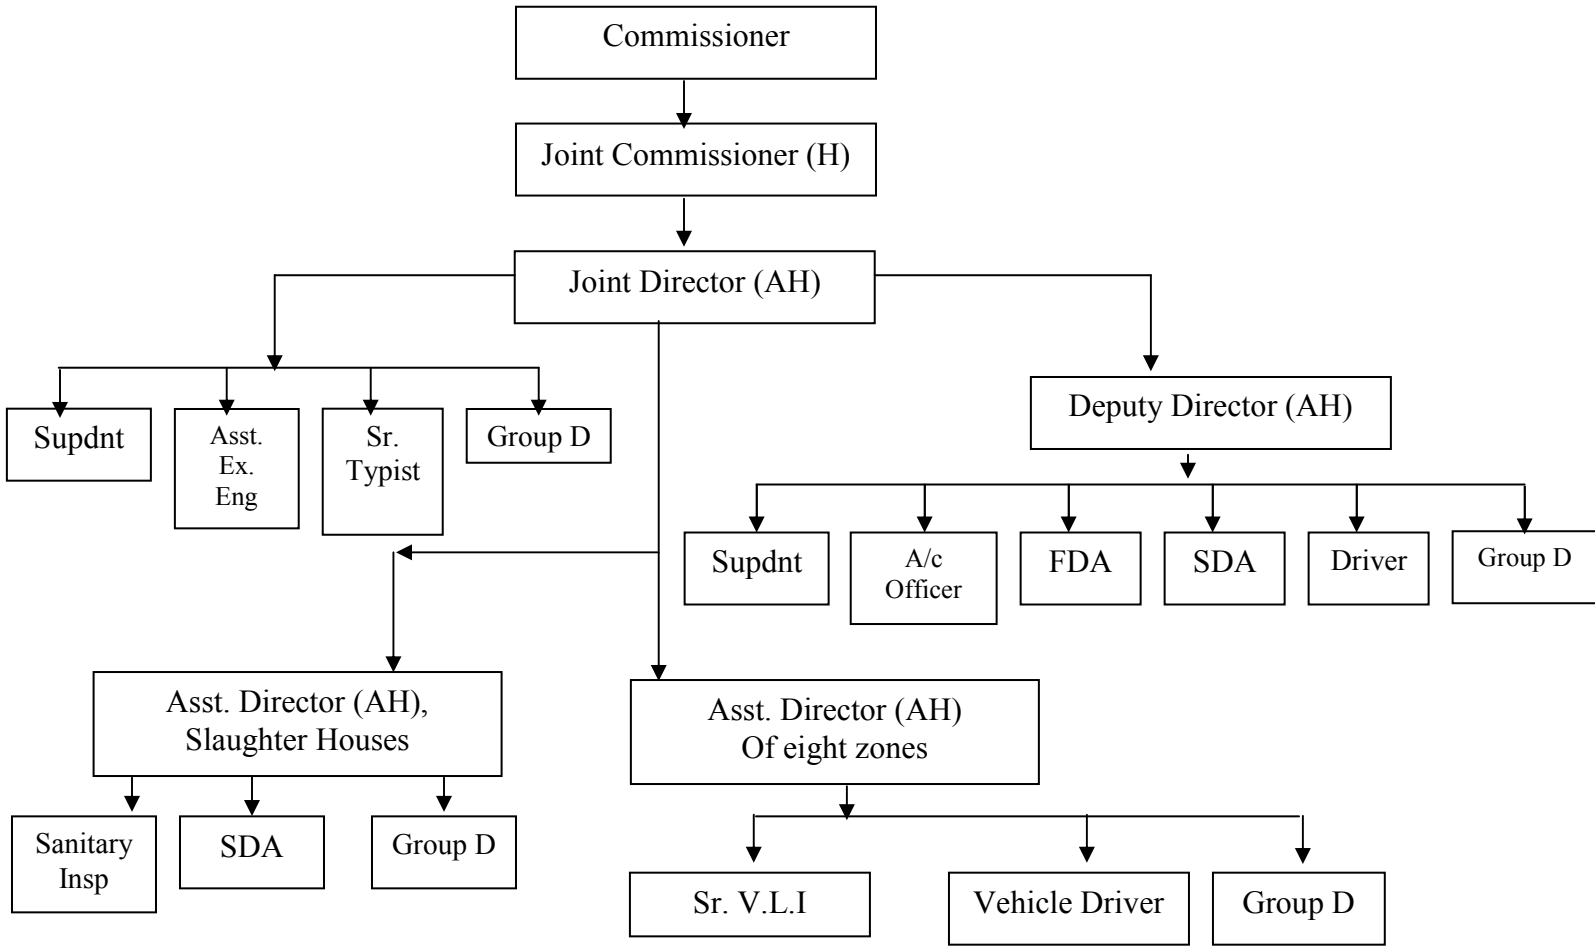 Commissioner
Joint Commissioner (H)
Joint Director (AH)
Supdnt
Asst.
Ex.
Eng
Sr.
Typist
Group D
Deputy Director (AH)
Supdnt
A/c
Officer
FDA
SDA
Driver
Group D
Asst. Director (AH),
Slaughter Houses
Asst. Director (AH)
Of eight zones
Sanitary
Insp
SDA
Group D
Sr. V.L.I
Vehicle Driver
Group D